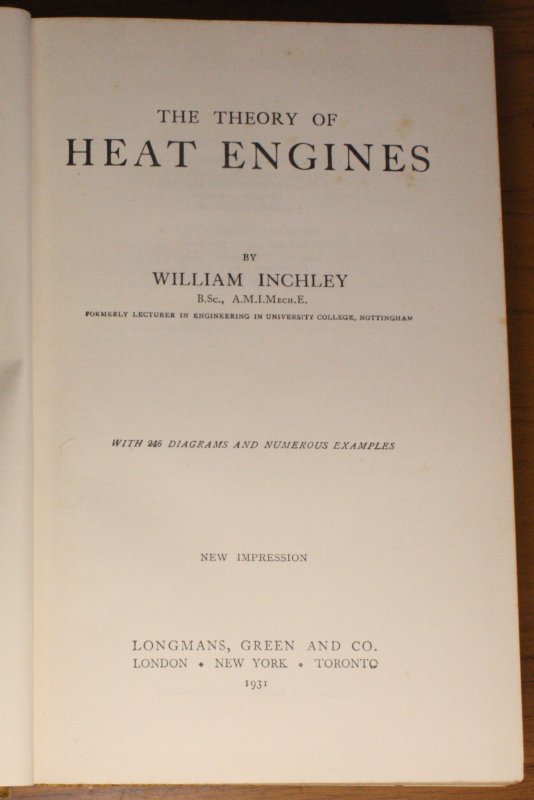 THE THEORY OF
HEAT ENGINES
BY
WILLIAM INCHLEY
B.Sc., A.M.I.Mech.E.
FORMERLY LECTURER IN ENGINEERING IN UNIVERSITY COLLEGE, NOTTINGHAM
WITH 246 DIAGRAMS AND NUMEROUS EXAMPLES
NEW IMPRESSION
LONGMANS, GREEN AND CO.
LONDON ⬥ NEW YORK ⬥ TORONTO
1931